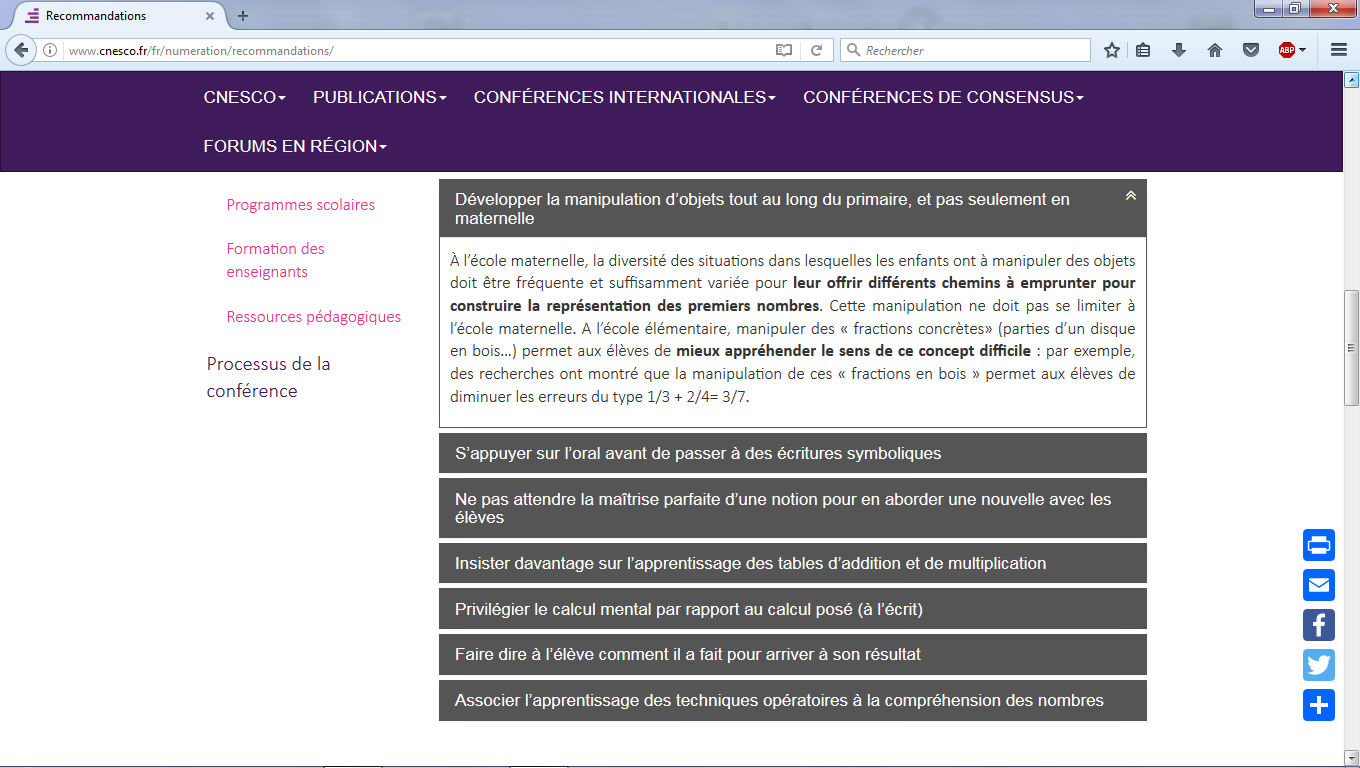 Recommandations
www.cnesco.fr/fr/numeration/recommandations/
Rechercher
ABP
CNESCO
PUBLICATIONS
CONFÉRENCES INTERNATIONALES
CONFÉRENCES DE CONSENSUS
FORUMS EN RÉGION
Programmes scolaires
Formation des
enseignants
Ressources pédagogiques
Processus de la
conférence
Développer la manipulation d’objets tout au long du primaire, et pas seulement en
maternelle
À l’école maternelle, la diversité des situations dans lesquelles les enfants ont à manipuler des objets
doit être fréquente et suffisamment variée pour leur offrir différents chemins à emprunter pour
construire la représentation des premiers nombres. Cette manipulation ne doit pas se limiter à
l’école maternelle. A l’école élémentaire, manipuler des « fractions concrètes» (parties d’un disque
en bois…) permet aux élèves de mieux appréhender le sens de ce concept difficile : par exemple,
des recherches ont montré que la manipulation de ces « fractions en bois » permet aux élèves de
diminuer les erreurs du type 1/3 + 2/4= 3/7.
S’appuyer sur l’oral avant de passer à des écritures symboliques
Ne pas attendre la maîtrise parfaite d’une notion pour en aborder une nouvelle avec les
élèves
Insister davantage sur l’apprentissage des tables d’addition et de multiplication
Privilégier le calcul mental par rapport au calcul posé (à l’écrit)
Faire dire à l’élève comment il a fait pour arriver à son résultat
Associer l’apprentissage des techniques opératoires à la compréhension des nombres